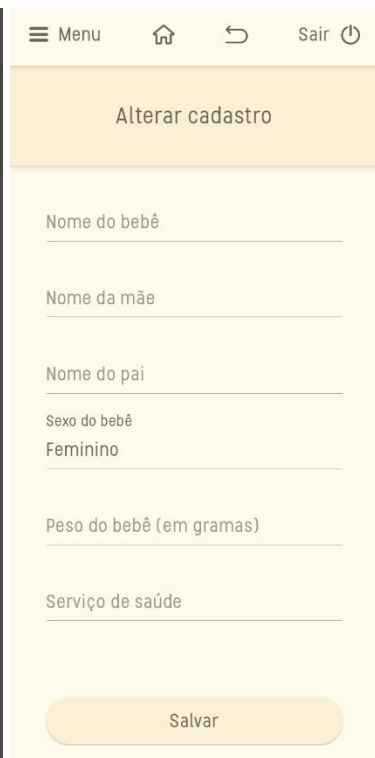 Menu Sair
Alterar cadastro
Nome do bebê
Nome da mãe
Nome do pai
Sexo do bebê
Feminino
Peso do bebê (em gramas)
Serviço de saúde
Salvar